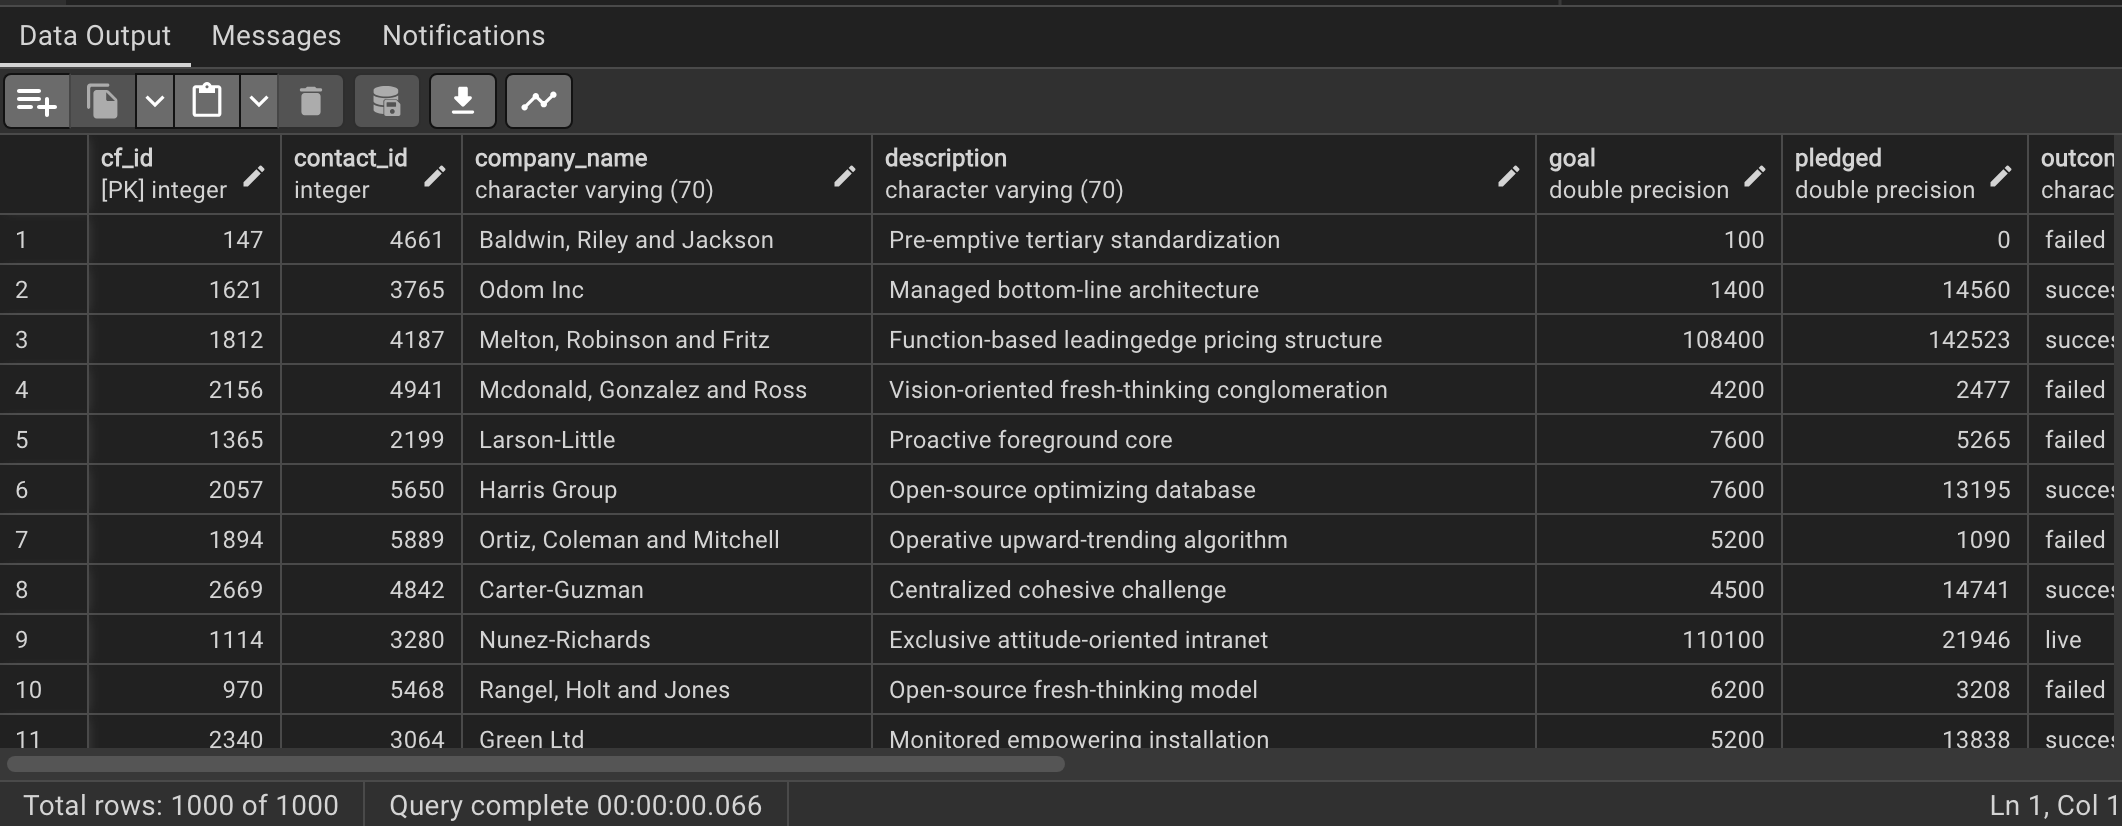 Data Output Messages Notifications
cf_id contact_id company_name description goal pledged outcon
[PK] integer integer character varying (70) character varying (70) double precision double precision charac
1 147 4661 Baldwin, Riley and Jackson Pre-emptive tertiary standardization 100 0 failed
2 1621 3765 Odom Inc Managed bottom-line architecture 1400 14560 succes
3 1812 4187 Melton, Robinson and Fritz Function-based leadingedge pricing structure 108400 142523 succes
4 2156 4941 Mcdonald, Gonzalez and Ross Vision-oriented fresh-thinking conglomeration 4200 2477 failed
5 1365 2199 Larson-Little Proactive foreground core 7600 5265 failed
6 2057 5650 Harris Group Open-source optimizing database 7600 13195 succes
7 1894 5889 Ortiz, Coleman and Mitchell Operative upward-trending algorithm 5200 1090 failed
8 2669 4842 Carter-Guzman Centralized cohesive challenge 4500 14741 succes
9 1114 3280 Nunez-Richards Exclusive attitude-oriented intranet 110100 21946 live
10 970 5468 Rangel, Holt and Jones Open-source fresh-thinking model 6200 3208 failed
11 2340 3064 Green Ltd Monitored empowering installation 5200 13838 succes
Total rows: 1000 of 1000 Query complete 00:00:00.066 Ln 1, Col 1